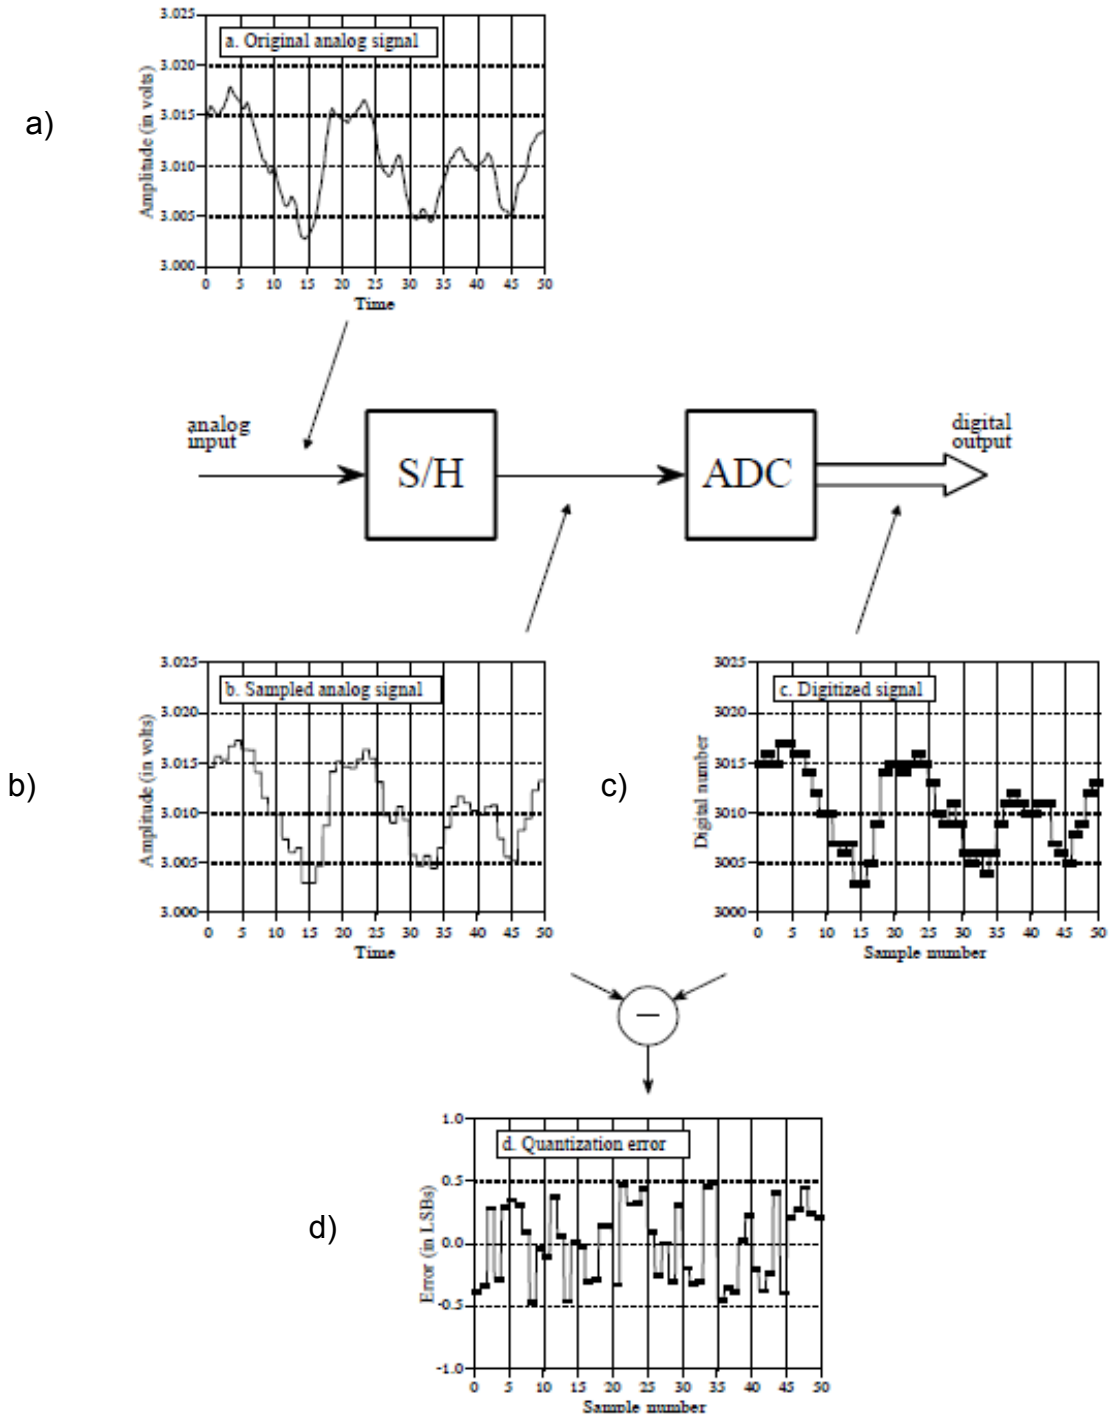 a)
a. Original analog signal
Amplitude (in volts)
3.025
3.020
3.015
3.010
3.005
3.000
0 5 10 15 20 25 30 35 40 45 50
Time
analog
input
S/H
ADC
digital
output
b)
b. Sampled analog signal
Amplitude (in volts)
3.025
3.020
3.015
3.010
3.005
3.000
0 5 10 15 20 25 30 35 40 45 50
Time
c)
c. Digitized signal
Digital number
3025
3020
3015
3010
3005
3000
0 5 10 15 20 25 30 35 40 45 50
Sample number
—
d)
d. Quantization error
Error (in LSBs)
1.0
0.5
0.0
-0.5
-1.0
0 5 10 15 20 25 30 35 40 45 50
Sample number